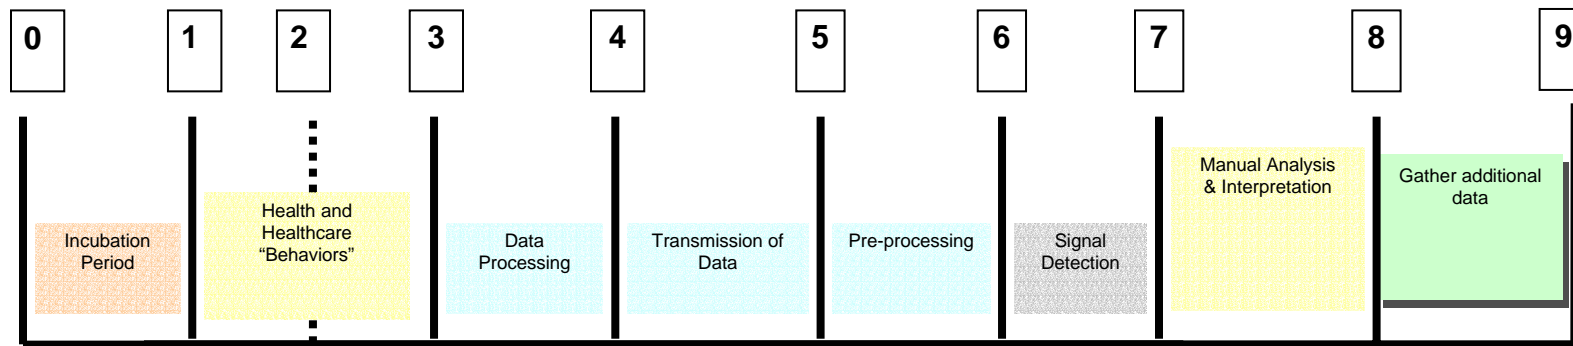 0 1 2 3 4 5 6 7 8 9
Incubation
Period
Health and
Healthcare
“Behaviors”
Data
Processing
Transmission of
Data
Pre-processing
Signal
Detection
Manual Analysis
& Interpretation
Gather additional
data